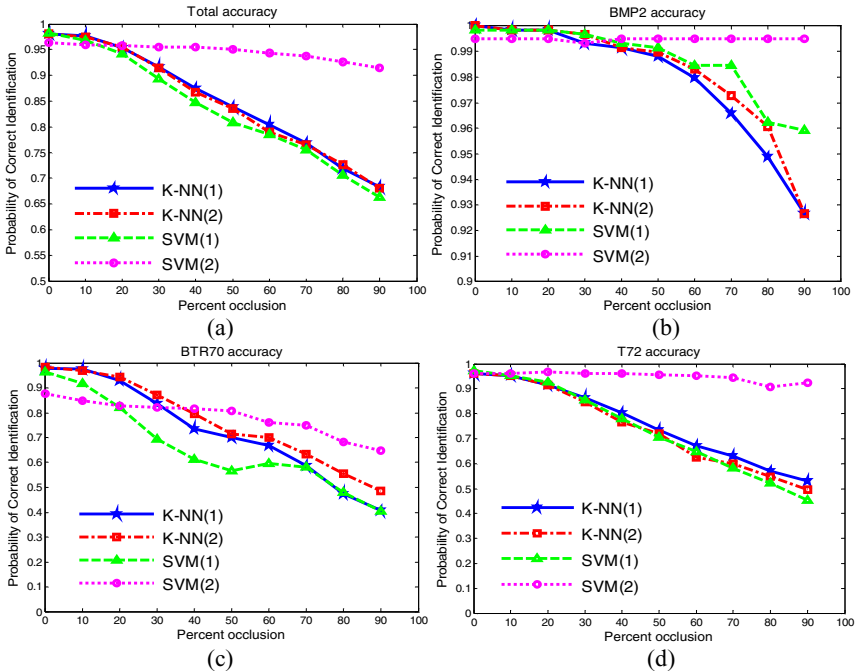 Total accuracy
Probability of Correct Identification
1
0.95
0.9
0.85
0.8
0.75
0.7
0.65
0.6
0.55
0.5
K-NN(1)
K-NN(2)
SVM(1)
SVM(2)
0 10 20 30 40 50 60 70 80 90 100
Percent occlusion
(a)
BMP2 accuracy
Probability of Correct Identification
0.99
0.98
0.97
0.96
0.95
0.94
0.93
0.92
0.91
0.9
K-NN(1)
K-NN(2)
SVM(1)
SVM(2)
0 10 20 30 40 50 60 70 80 90 100
Percent occlusion
(b)
BTR70 accuracy
Probability of Correct Identification
1
0.9
0.8
0.7
0.6
0.5
0.4
0.3
0.2
0.1
0
K-NN(1)
K-NN(2)
SVM(1)
SVM(2)
0 10 20 30 40 50 60 70 80 90 100
Percent occlusion
(c)
T72 accuracy
Probability of Correct Identification
1
0.9
0.8
0.7
0.6
0.5
0.4
0.3
0.2
0.1
0
K-NN(1)
K-NN(2)
SVM(1)
SVM(2)
0 10 20 30 40 50 60 70 80 90 100
Percent occlusion
(d)